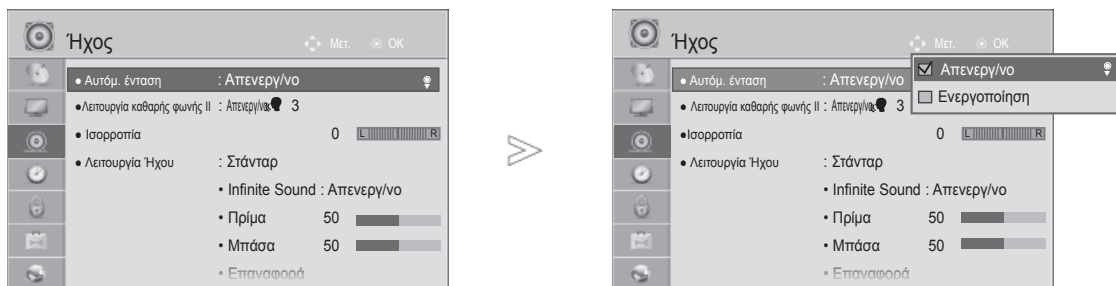 Ήχος Μετ. OK
● Αυτόμ. ένταση : Απενεργ/νο
●Λειτουργία καθαρής φωνής II : Απενεργ/νο 3
● Ισορροπία 0 L R
● Λειτουργία Ήχου : Στάνταρ
• Infinite Sound : Απενεργ/νο
• Πρίμα 50
• Μπάσα 50
• Επαναφορά
>
Ήχος Μετ. OK
● Αυτόμ. ένταση : Απενεργ/νο
● Λειτουργία καθαρής φωνής II : Απενεργ/νο 3
●Ισορροπία 0 L R
● Λειτουργία Ήχου : Στάνταρ
• Infinite Sound : Απενεργ/νο
• Πρίμα 50
• Μπάσα 50
• Επαναφορά
Απενεργ/νο
Ενεργοποίηση